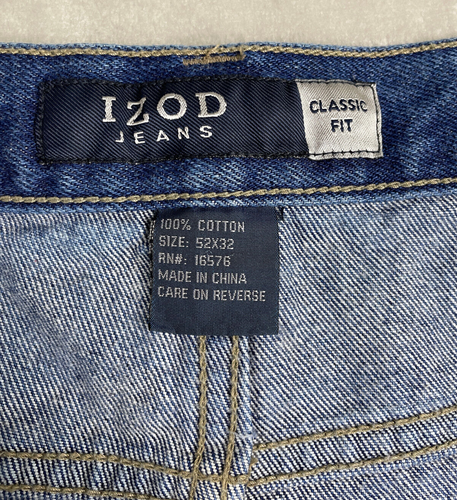 IZOD
JEANS
CLASSIC
FIT
100% COTTON
SIZE: 52X32
RN#: 16576
MADE IN CHINA
CARE ON REVERSE